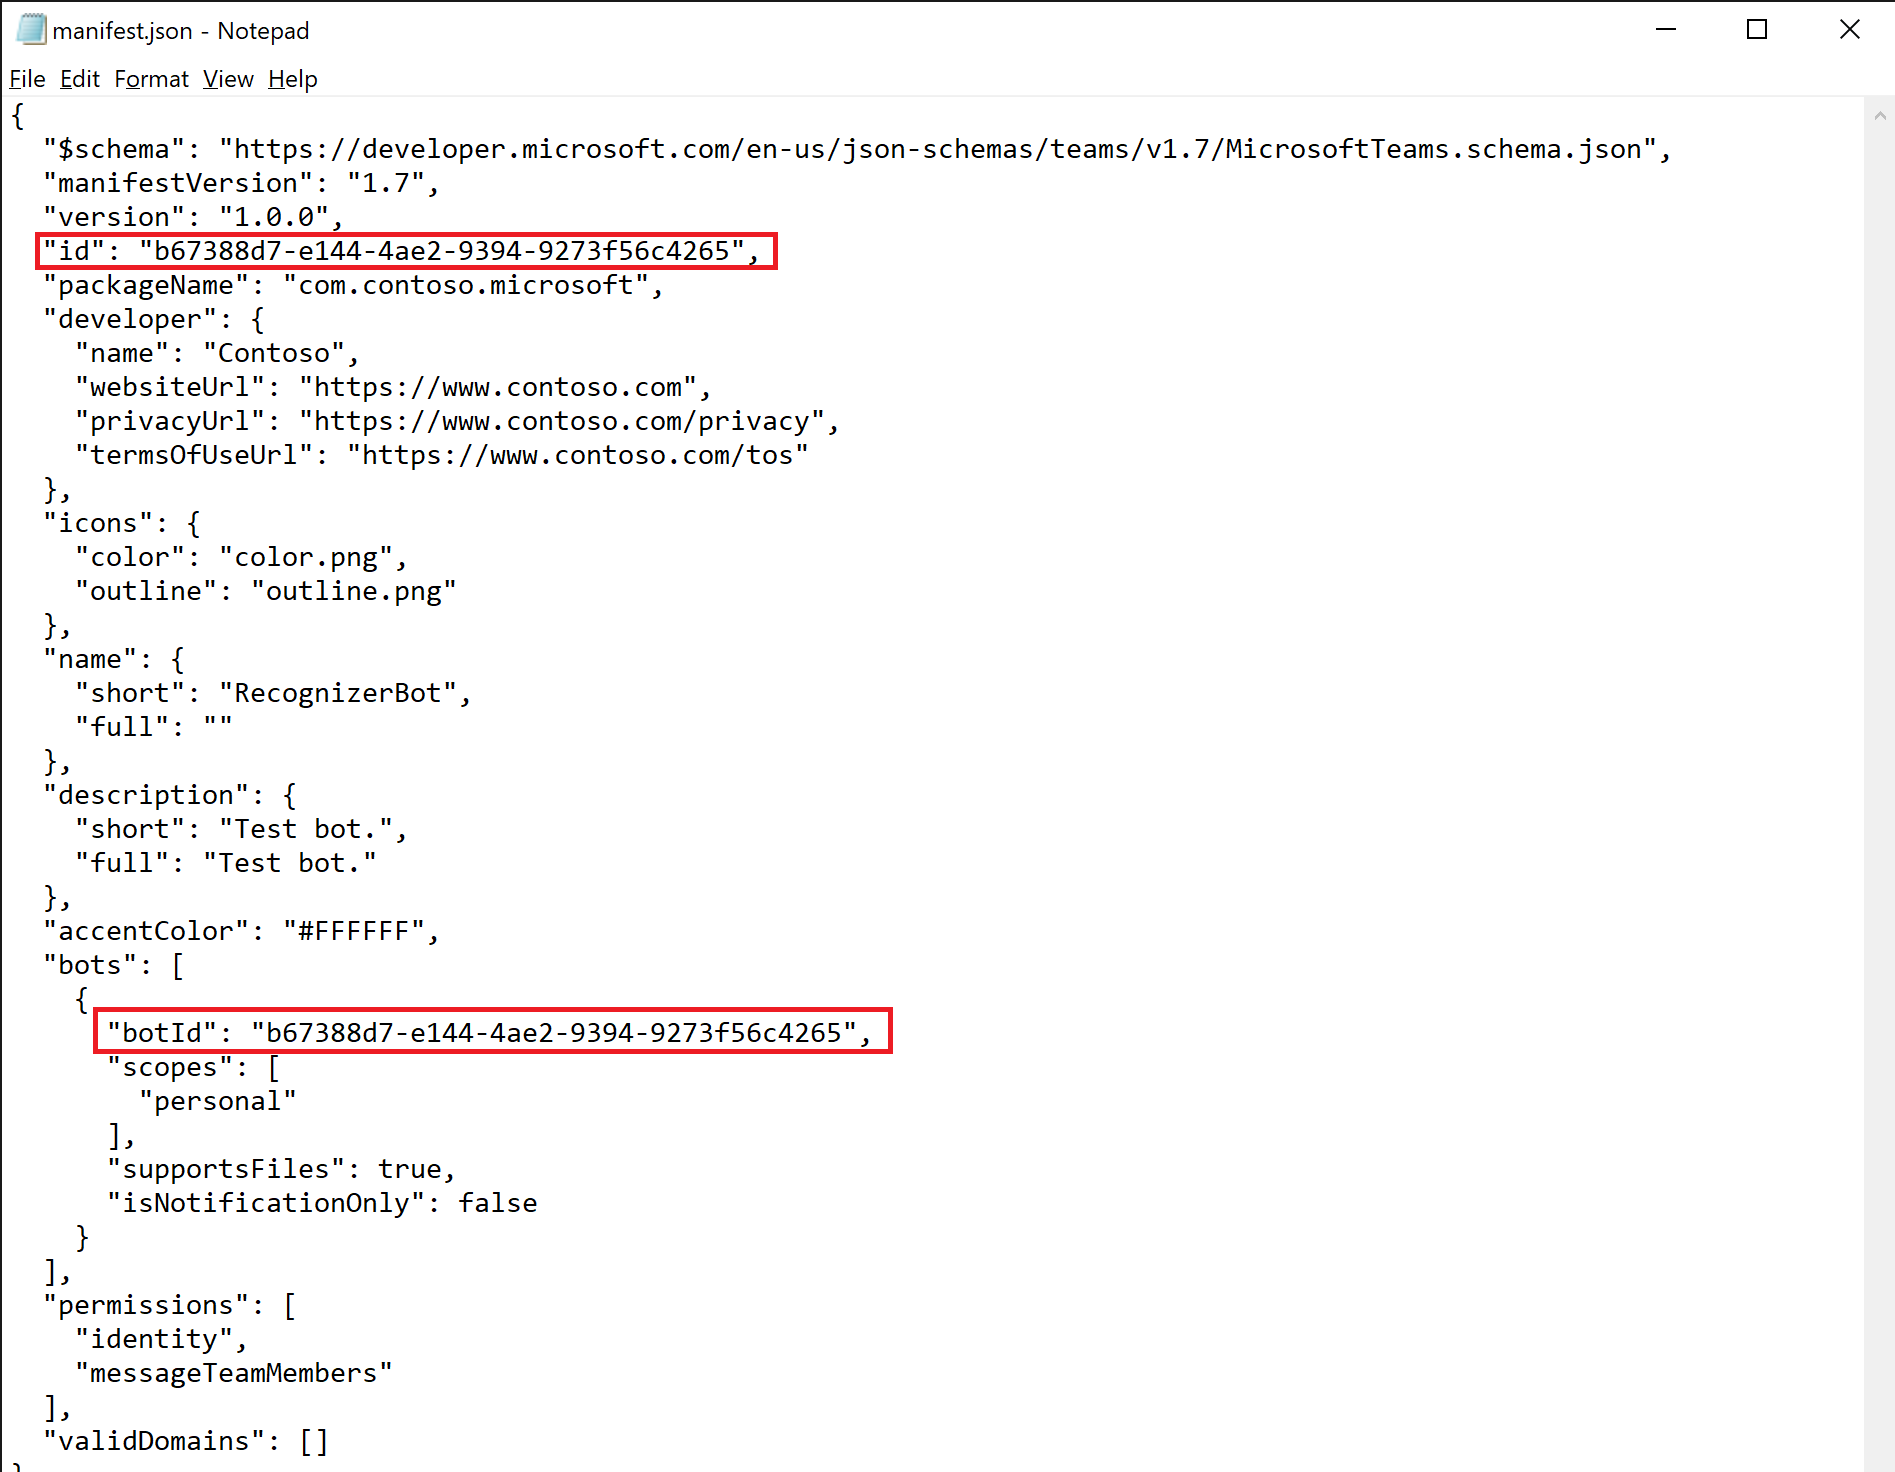 manifest.json - Notepad
File Edit Format View Help
{
  "$schema": "https://developer.microsoft.com/en-us/json-schemas/teams/v1.7/MicrosoftTeams.schema.json",
  "manifestVersion": "1.7",
  "version": "1.0.0",
  "id": "b67388d7-e144-4ae2-9394-9273f56c4265",
  "packageName": "com.contoso.microsoft",
  "developer": {
    "name": "Contoso",
    "websiteUrl": "https://www.contoso.com",
    "privacyUrl": "https://www.contoso.com/privacy",
    "termsOfUseUrl": "https://www.contoso.com/tos"
  },
  "icons": {
    "color": "color.png",
    "outline": "outline.png"
  },
  "name": {
    "short": "RecognizerBot",
    "full": ""
  },
  "description": {
    "short": "Test bot.",
    "full": "Test bot."
  },
  "accentColor": "#FFFFFF",
  "bots": [
    {
      "botId": "b67388d7-e144-4ae2-9394-9273f56c4265",
      "scopes": [
        "personal"
      ],
      "supportsFiles": true,
      "isNotificationOnly": false
    }
  ],
  "permissions": [
    "identity",
    "messageTeamMembers"
  ],
  "validDomains": []
}